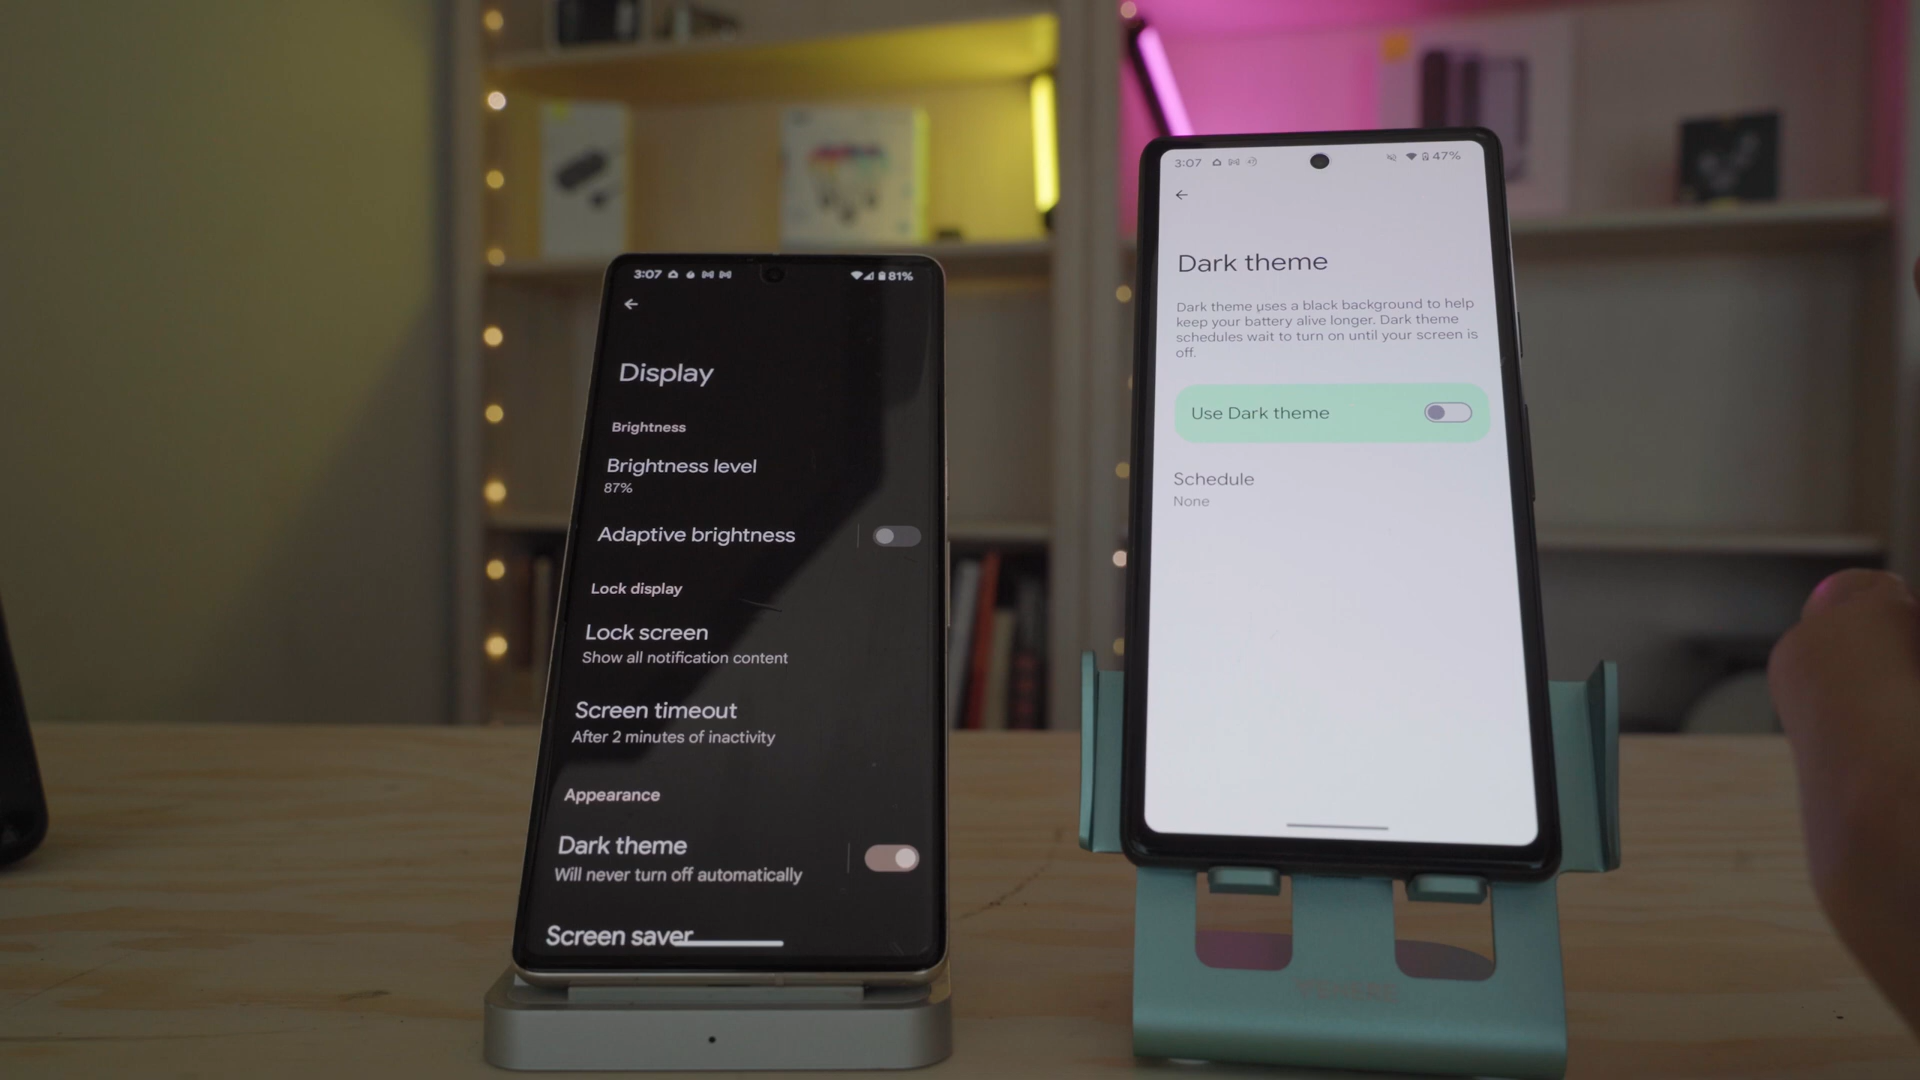 3:07
81%
Display
Brightness
Brightness level
87%
Adaptive brightness
Lock display
Lock screen
Show all notification content
Screen timeout
After 2 minutes of inactivity
Appearance
Dark theme
Will never turn off automatically
Screen saver
3:07
47%
Dark theme
Dark theme uses a black background to help
keep your battery alive longer. Dark theme
schedules wait to turn on until your screen is
off.
Use Dark theme
Schedule
None